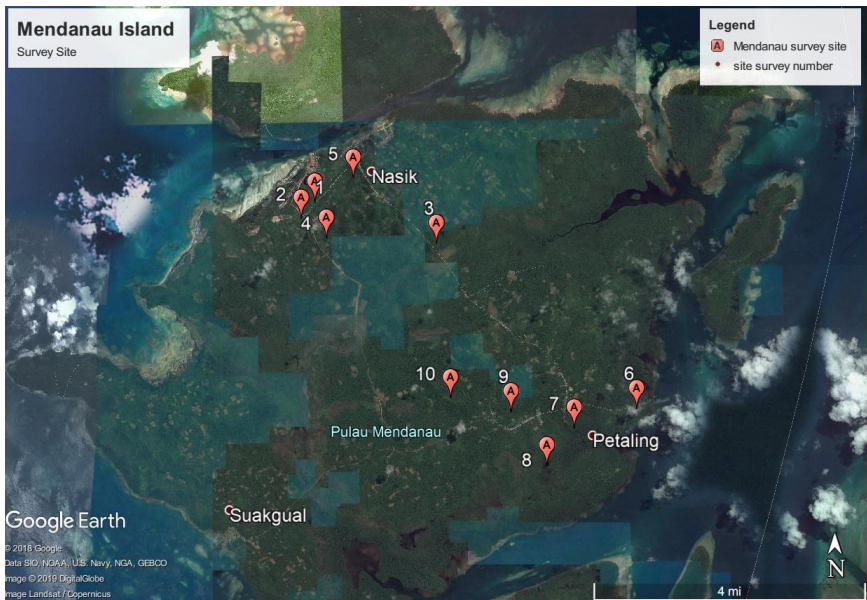 Mendanau Island
Survey Site
Legend
A Mendanau survey site
site survey number
5
A
Nasik
A
1
2
A
4
A
3
A
10
A
9
A
6
A
7
A
Pulau Mendanau
Petaling
8
A
Suakgual
Google Earth
© 2018 Google
Data SIO, NOAA, U.S. Navy, NGA, GEBCO
Image © 2019 DigitalGlobe
Image Landsat / Copernicus
N
4 mi